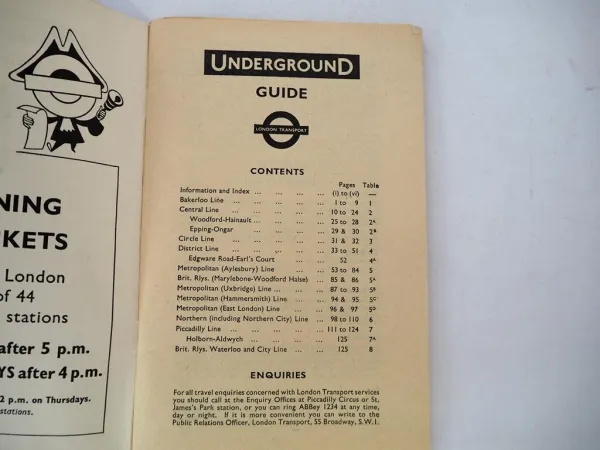 NING
KETS
London
of 44
stations
after 5 p.m.
YS after 4 p.m.
2 p.m. on Thursdays.
stations.
UNDERGROUND
GUIDE
LONDON TRANSPORT
CONTENTS
Pages Table
Information and Index ... ... ... ... (i) to (vi) —
Bakerloo Line ... ... ... ... ... 1 to 9 1
Central Line ... ... ... ... ... 10 to 24 2
Woodford-Hainault ... ... ... ... 25 to 28 2A
Epping-Ongar ... ... ... ... 29 & 30 2B
Circle Line ... ... ... ... ... 31 & 32 3
District Line ... ... ... ... ... 33 to 51 4
Edgware Road-Earl's Court ... ... 52 4A
Metropolitan (Aylesbury) Line ... ... 53 to 84 5
Brit. Rlys. (Marylebone-Woodford Halse) ... 85 & 86 5A
Metropolitan (Uxbridge) Line ... ... ... 87 to 93 5B
Metropolitan (Hammersmith) Line ... ... 94 & 95 5C
Metropolitan (East London) Line ... ... 96 & 97 5D
Northern (including Northern City) Line ... 98 to 110 6
Piccadilly Line ... ... ... ... ... 111 to 124 7
Holborn-Aldwych ... ... ... ... 125 7A
Brit. Rlys. Waterloo and City Line ... ... 125 8
ENQUIRIES
For all travel enquiries concerned with London Transport services
you should call at the Enquiry Offices at Piccadilly Circus or St.
James's Park station, or you can ring ABBey 1234 at any time,
day or night. If it is more convenient you can write to the
Public Relations Officer, London Transport, 55 Broadway, S.W.1.